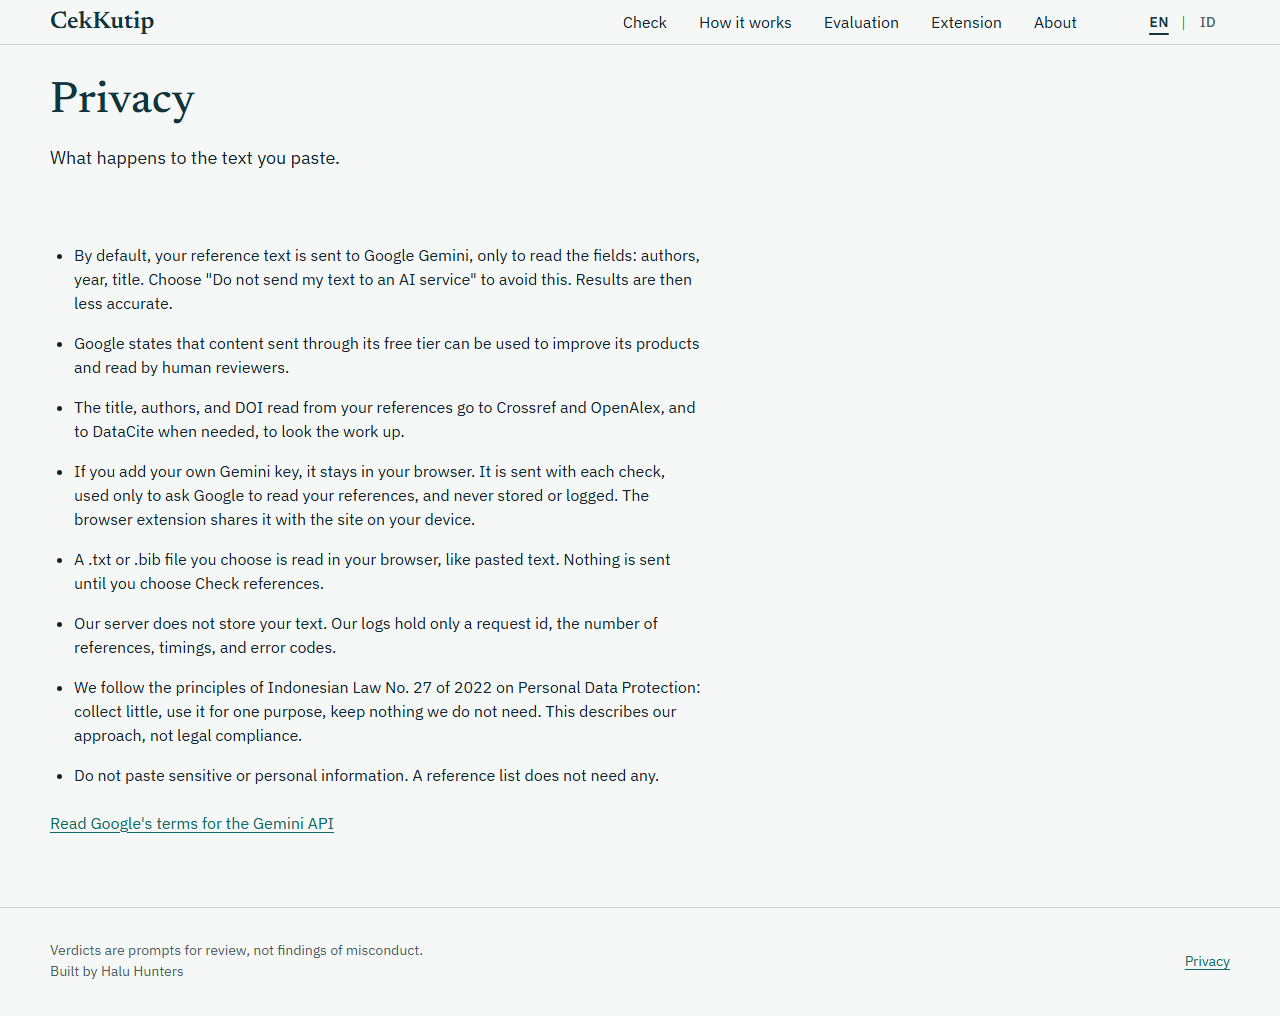 CekKutip
Check
How it works
Evaluation
Extension
About
EN | ID
Privacy
What happens to the text you paste.
• By default, your reference text is sent to Google Gemini, only to read the fields: authors,
year, title. Choose "Do not send my text to an AI service" to avoid this. Results are then
less accurate.
• Google states that content sent through its free tier can be used to improve its products
and read by human reviewers.
• The title, authors, and DOI read from your references go to Crossref and OpenAlex, and
to DataCite when needed, to look the work up.
• If you add your own Gemini key, it stays in your browser. It is sent with each check,
used only to ask Google to read your references, and never stored or logged. The
browser extension shares it with the site on your device.
• A .txt or .bib file you choose is read in your browser, like pasted text. Nothing is sent
until you choose Check references.
• Our server does not store your text. Our logs hold only a request id, the number of
references, timings, and error codes.
• We follow the principles of Indonesian Law No. 27 of 2022 on Personal Data Protection:
collect little, use it for one purpose, keep nothing we do not need. This describes our
approach, not legal compliance.
• Do not paste sensitive or personal information. A reference list does not need any.
Read Google's terms for the Gemini API
Verdicts are prompts for review, not findings of misconduct.
Built by Halu Hunters
Privacy